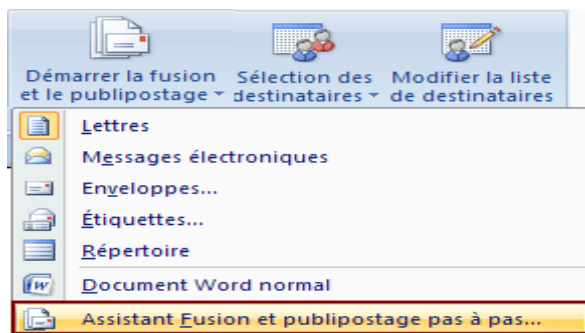 Démarrer la fusion Sélection des Modifier la liste
et le publipostage destinataires de destinataires
Lettres
Messages électroniques
Enveloppes...
Étiquettes...
Répertoire
Document Word normal
Assistant Fusion et publipostage pas à pas...